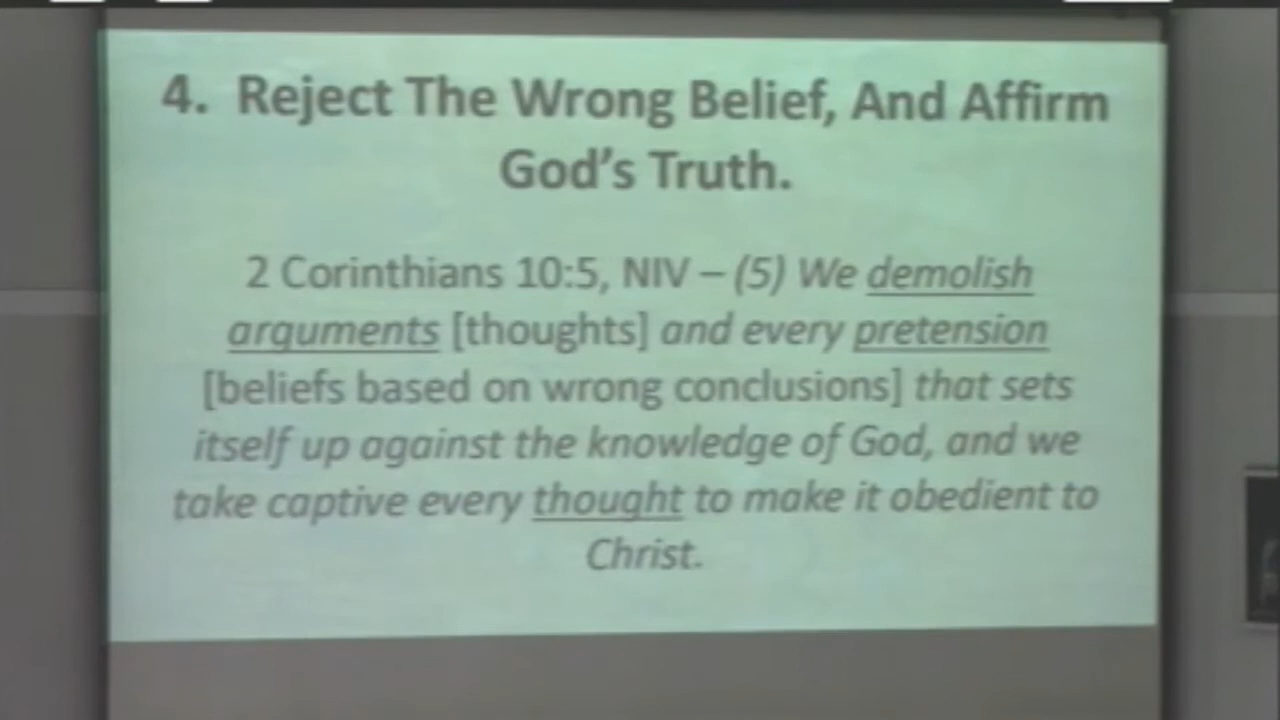 4. Reject The Wrong Belief, And Affirm
God's Truth.
2 Corinthians 10:5, NIV – (5) We demolish
arguments [thoughts] and every pretension
[beliefs based on wrong conclusions] that sets
itself up against the knowledge of God, and we
take captive every thought to make it obedient to
Christ.